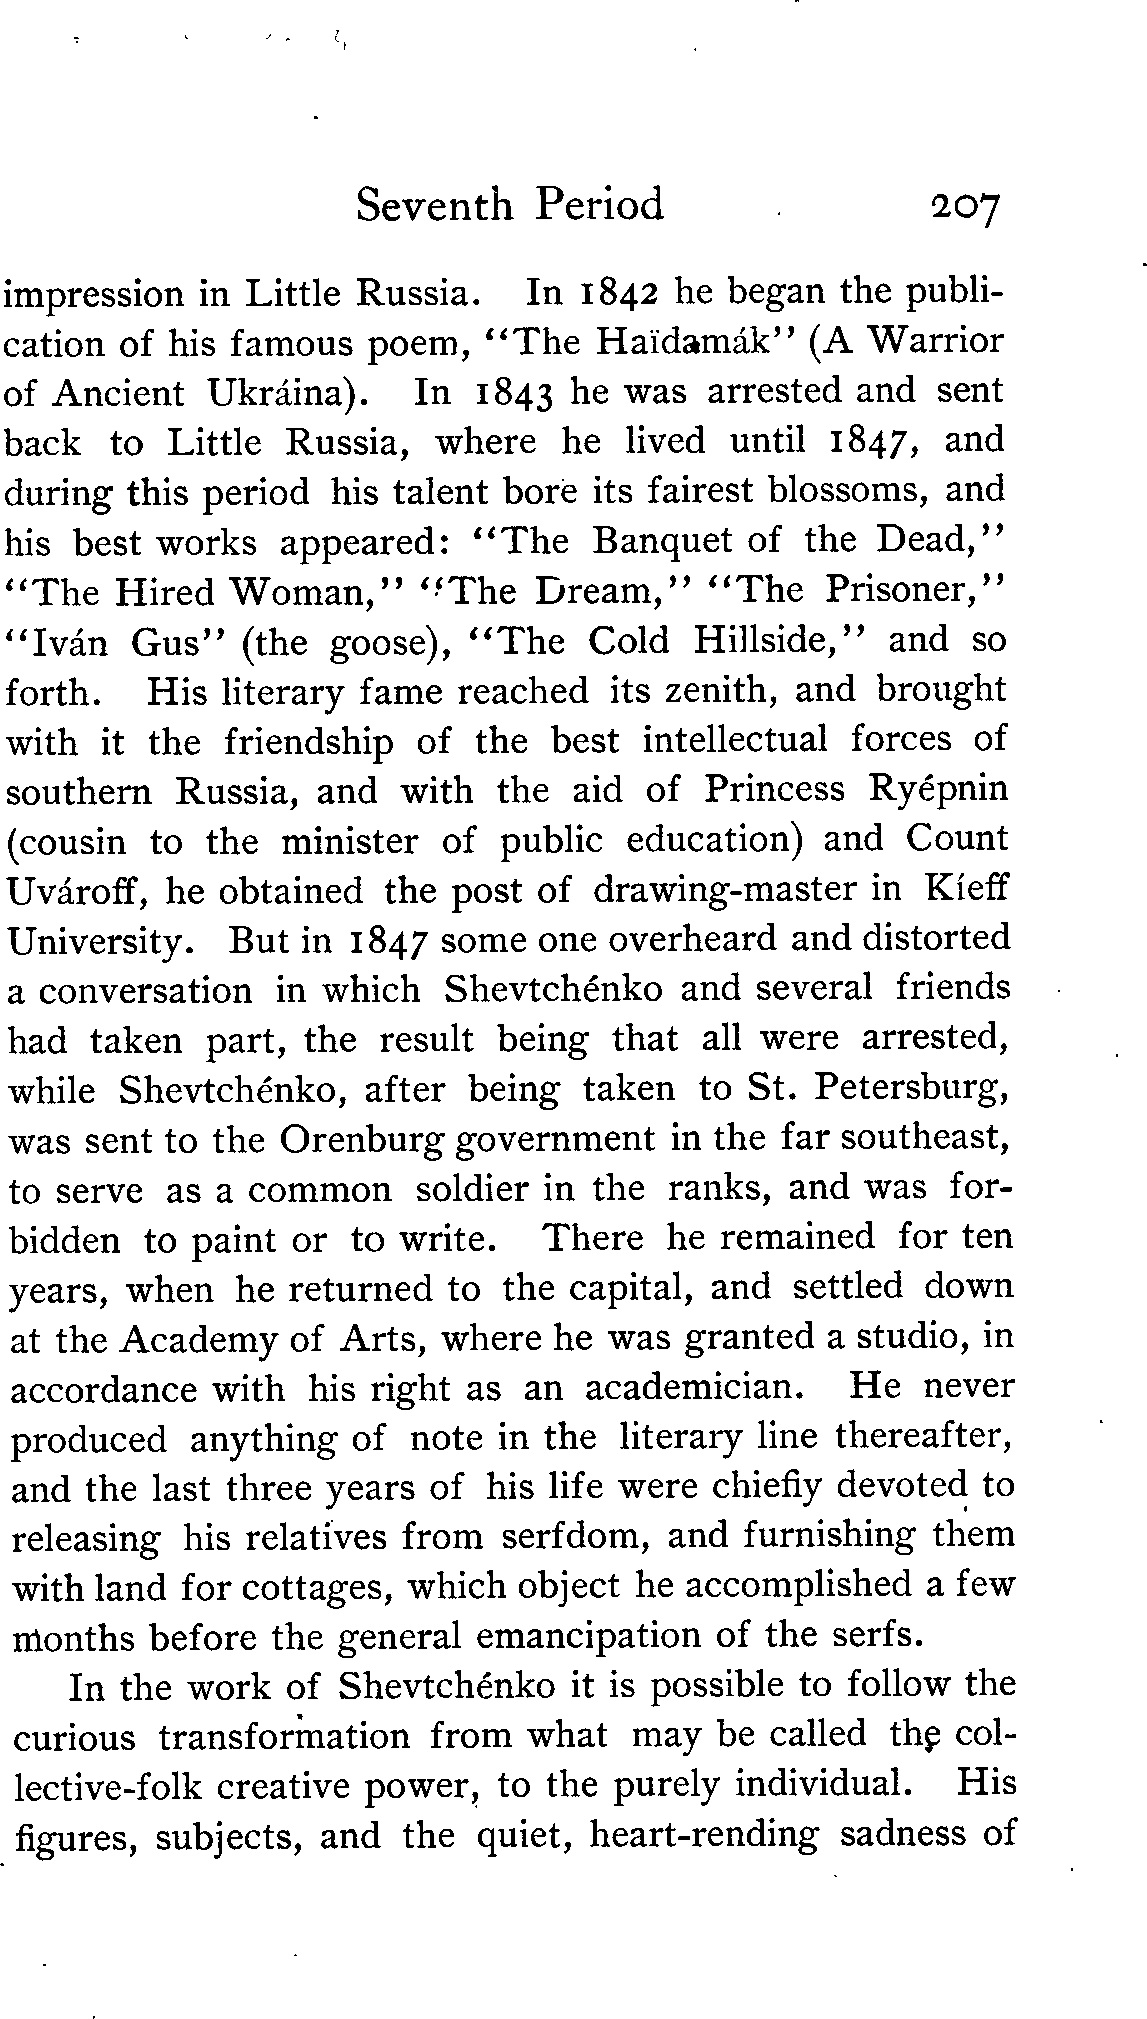 Seventh Period 207
impression in Little Russia. In 1842 he began the publi-
cation of his famous poem, "The Haïdamák" (A Warrior
of Ancient Ukráina). In 1843 he was arrested and sent
back to Little Russia, where he lived until 1847, and
during this period his talent bore its fairest blossoms, and
his best works appeared: "The Banquet of the Dead,"
"The Hired Woman," "The Dream," "The Prisoner,"
"Iván Gus" (the goose), "The Cold Hillside," and so
forth. His literary fame reached its zenith, and brought
with it the friendship of the best intellectual forces of
southern Russia, and with the aid of Princess Ryépnin
(cousin to the minister of public education) and Count
Uvároff, he obtained the post of drawing-master in Kíeff
University. But in 1847 some one overheard and distorted
a conversation in which Shevtchénko and several friends
had taken part, the result being that all were arrested,
while Shevtchénko, after being taken to St. Petersburg,
was sent to the Orenburg government in the far southeast,
to serve as a common soldier in the ranks, and was for-
bidden to paint or to write. There he remained for ten
years, when he returned to the capital, and settled down
at the Academy of Arts, where he was granted a studio, in
accordance with his right as an academician. He never
produced anything of note in the literary line thereafter,
and the last three years of his life were chiefly devoted to
releasing his relatives from serfdom, and furnishing them
with land for cottages, which object he accomplished a few
months before the general emancipation of the serfs.
In the work of Shevtchénko it is possible to follow the
curious transformation from what may be called the col-
lective-folk creative power, to the purely individual. His
figures, subjects, and the quiet, heart-rending sadness of